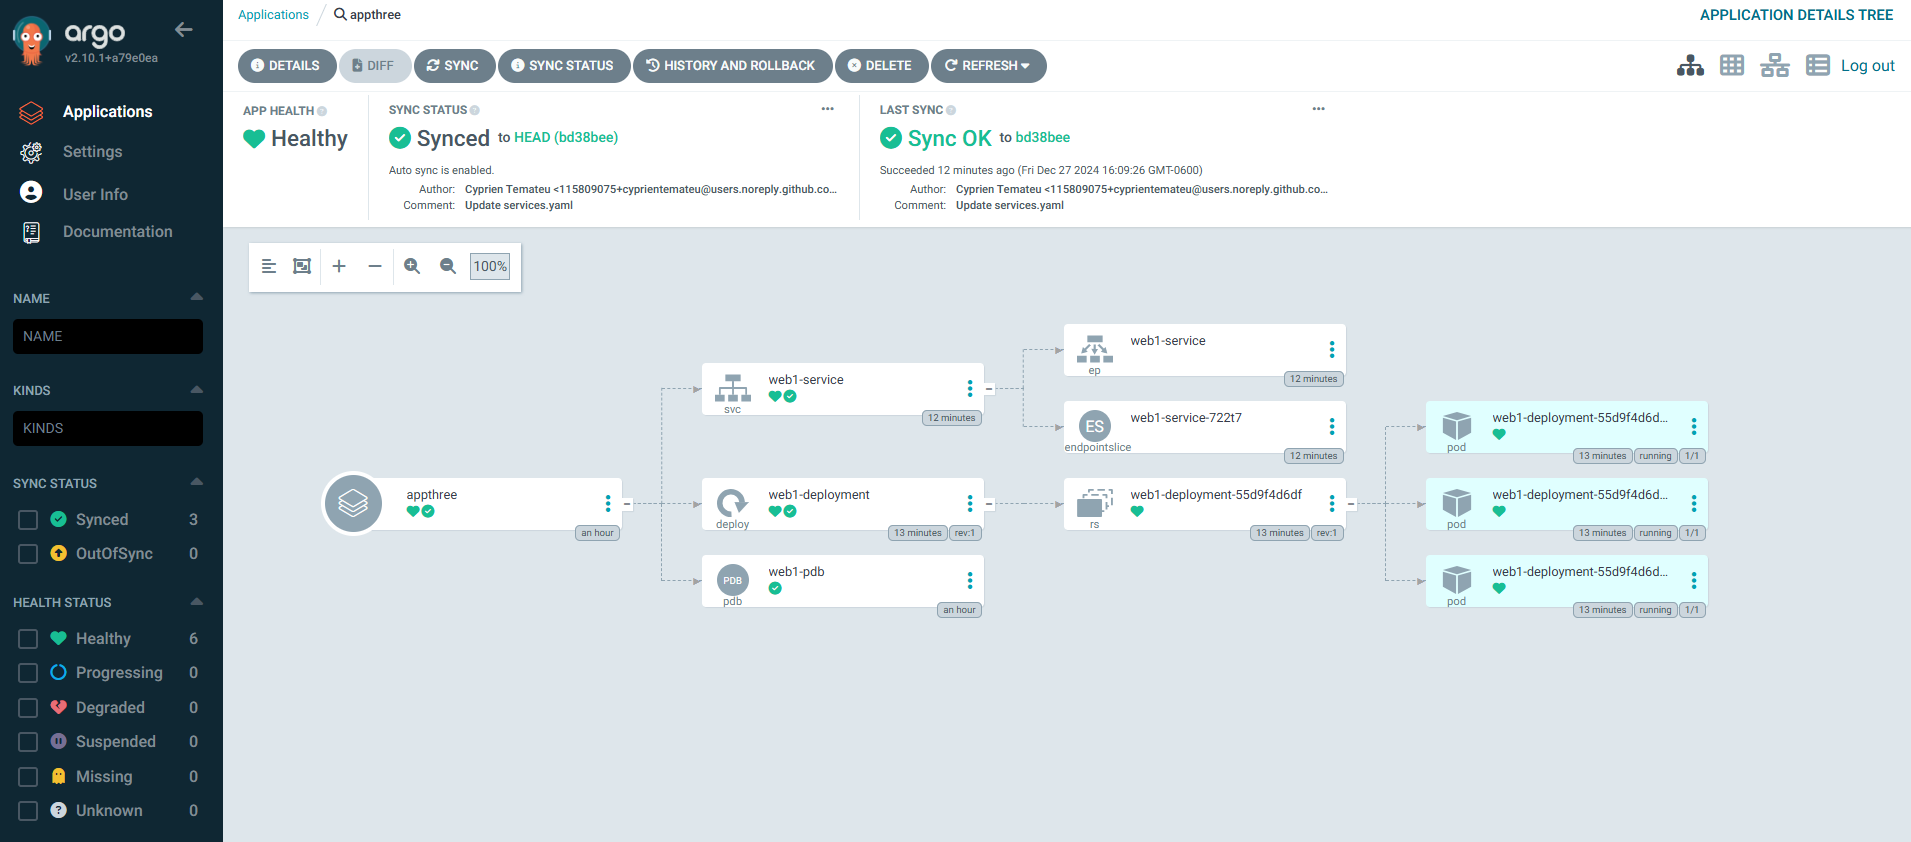 argo
v2.10.1+a79e0ea
Applications
Settings
User Info
Documentation
NAME
NAME
KINDS
KINDS
SYNC STATUS
Synced 3
OutOfSync 0
HEALTH STATUS
Healthy 6
Progressing 0
Degraded 0
Suspended 0
Missing 0
Unknown 0
Applications / appthree
APPLICATION DETAILS TREE
DETAILS DIFF SYNC SYNC STATUS HISTORY AND ROLLBACK DELETE REFRESH
Log out
APP HEALTH
Healthy
SYNC STATUS
Synced to HEAD (bd38bee)
Auto sync is enabled.
Author: Cyprien Temateu <115809075+cyprientemateu@users.noreply.github.co...
Comment: Update services.yaml
LAST SYNC
Sync OK to bd38bee
Succeeded 12 minutes ago (Fri Dec 27 2024 16:09:26 GMT-0600)
Author: Cyprien Temateu <115809075+cyprientemateu@users.noreply.github.co...
Comment: Update services.yaml
100%
appthree
an hour
web1-service
svc
12 minutes
web1-deployment
deploy
13 minutes rev:1
PDB
web1-pdb
pdb
an hour
web1-service
ep
12 minutes
ES
web1-service-722t7
endpointslice
12 minutes
web1-deployment-55d9f4d6df
rs
13 minutes rev:1
web1-deployment-55d9f4d6d...
pod
13 minutes running 1/1
web1-deployment-55d9f4d6d...
pod
13 minutes running 1/1
web1-deployment-55d9f4d6d...
pod
13 minutes running 1/1